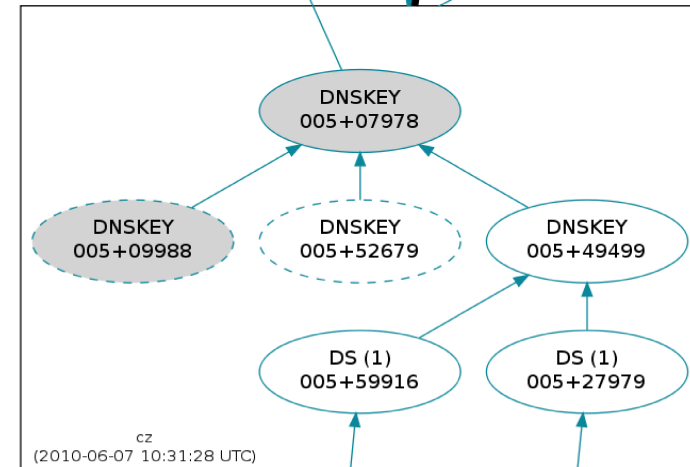 DNSKEY
005+07978
DNSKEY
005+09988
DNSKEY
005+52679
DNSKEY
005+49499
DS (1)
005+59916
DS (1)
005+27979
cz
(2010-06-07 10:31:28 UTC)